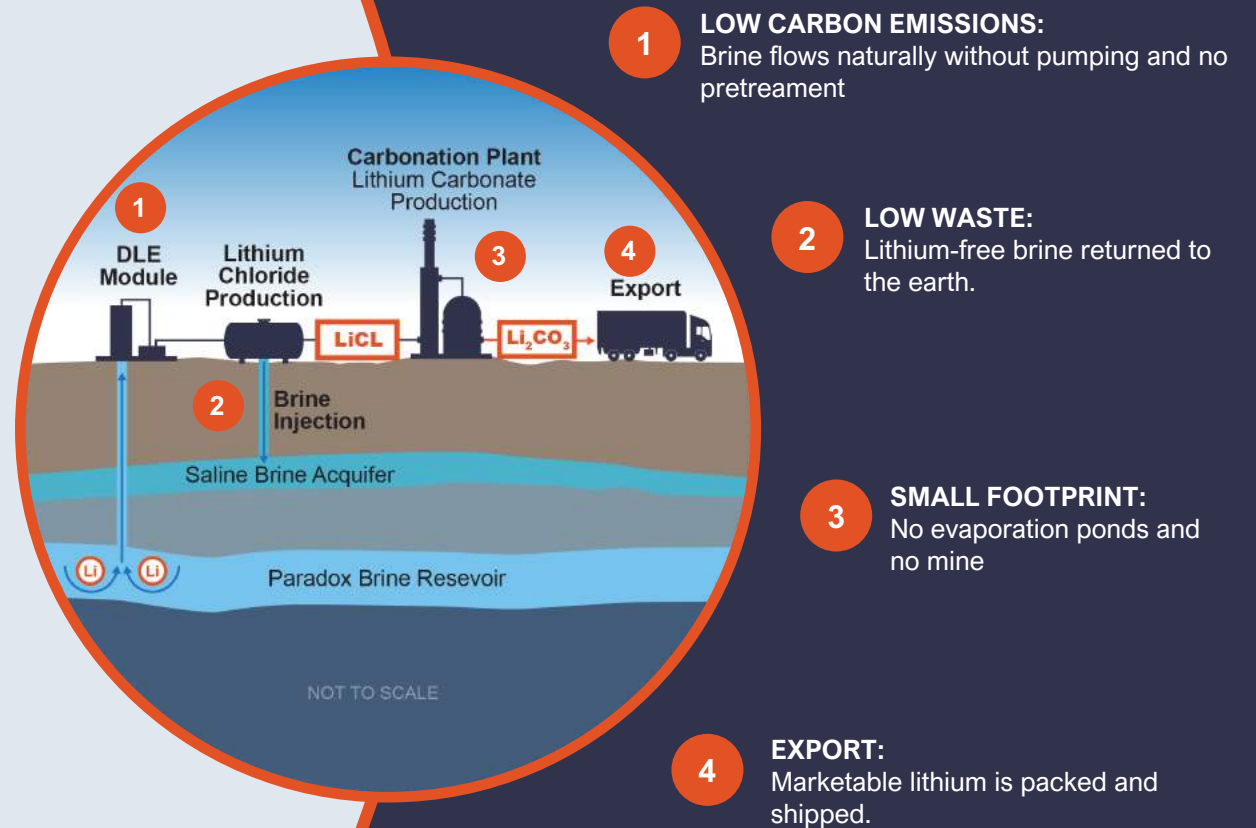 1
LOW CARBON EMISSIONS:
Brine flows naturally without pumping and no
pretreament
2
LOW WASTE:
Lithium-free brine returned to
the earth.
3
SMALL FOOTPRINT:
No evaporation ponds and
no mine
4
EXPORT:
Marketable lithium is packed and
shipped.
Carbonation Plant
Lithium Carbonate
Production
1
DLE
Module
Lithium
Chloride
Production
3
4
Export
LiCL
Li₂CO₃
2
Brine
Injection
Saline Brine Acquifer
Li
Li
Paradox Brine Resevoir
NOT TO SCALE